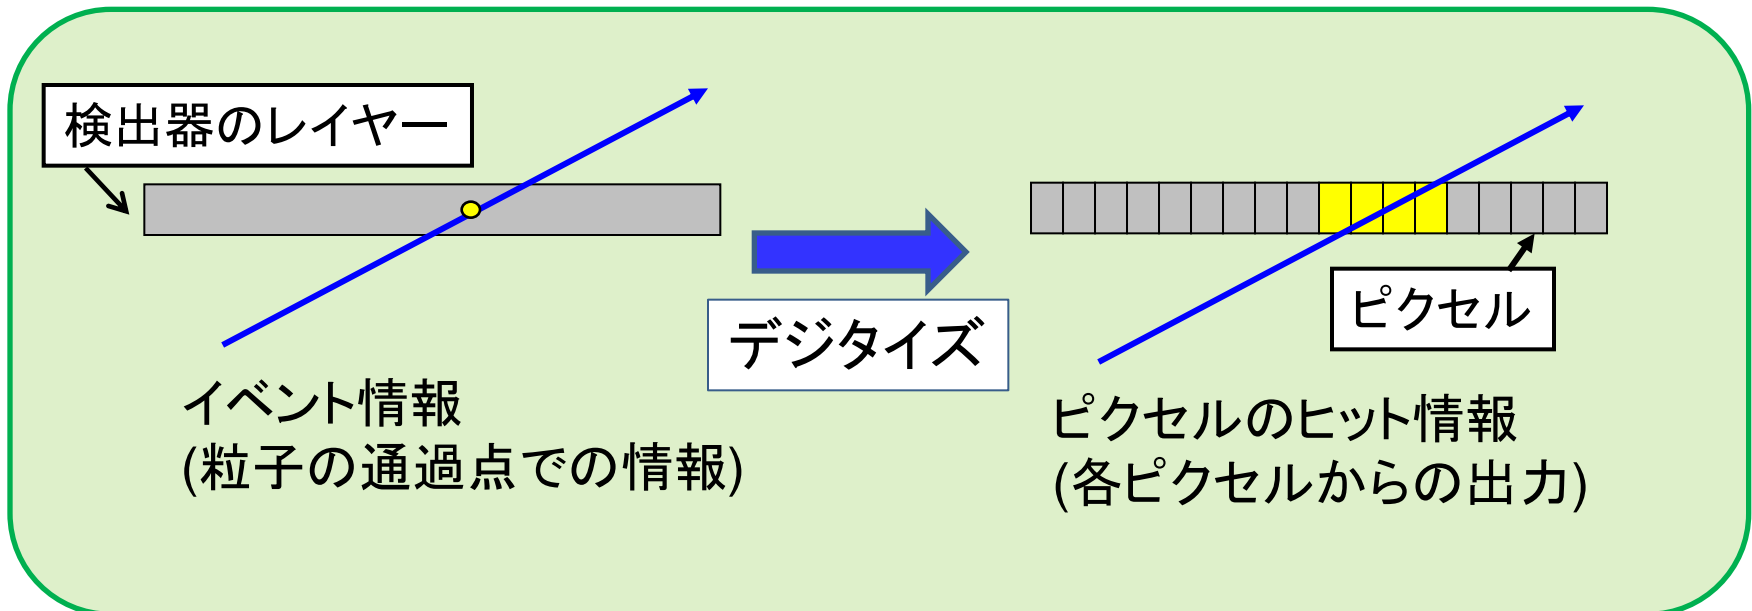 検出器のレイヤー
デジタイズ
ピクセル
イベント情報
(粒子の通過点での情報)
ピクセルのヒット情報
(各ピクセルからの出力)